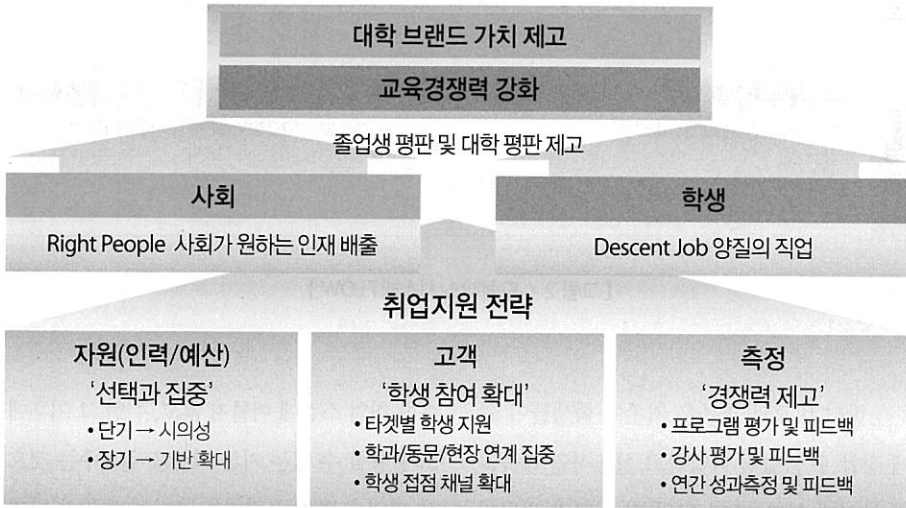 대학 브랜드 가치 제고
교육경쟁력 강화
졸업생 평판 및 대학 평판 제고
사회
Right People 사회가 원하는 인재 배출
학생
Descent Job 양질의 직업
취업지원 전략
자원(인력/예산)
‘선택과 집중’
• 단기 → 시의성
• 장기 → 기반 확대
고객
‘학생 참여 확대’
• 타겟별 학생 지원
• 학과/동문/현장 연계 집중
• 학생 접점 채널 확대
측정
‘경쟁력 제고’
• 프로그램 평가 및 피드백
• 강사 평가 및 피드백
• 연간 성과측정 및 피드백